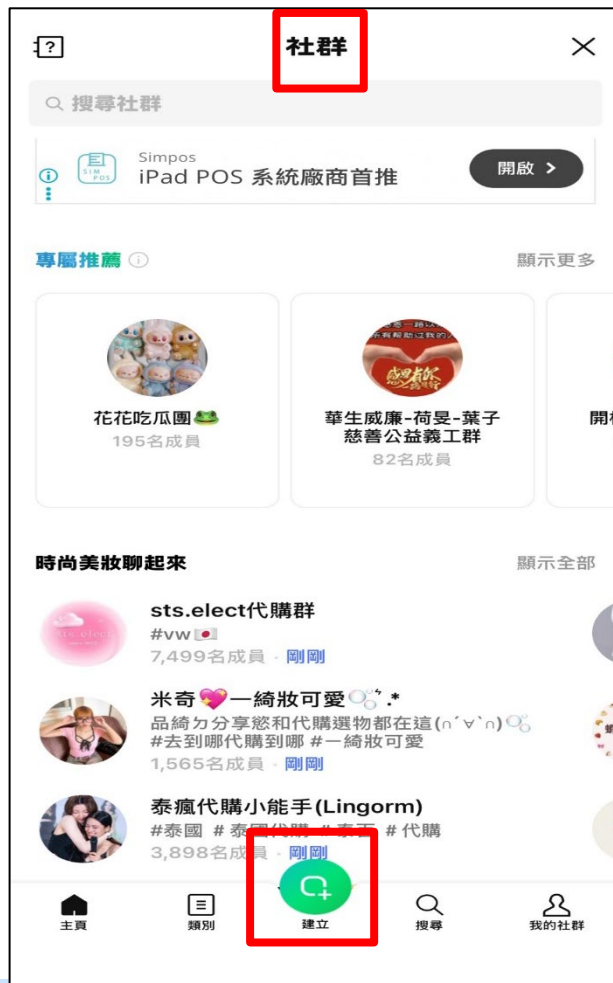 社群
搜尋社群
Simpos
SIM
POS
iPad POS 系統廠商首推
開啟 >
專屬推薦
顯示更多
花花吃瓜團🐸
195名成員
華生威廉-荷旻-葉子
慈善公益義工群
82名成員
時尚美妝聊起來
顯示全部
sts.elect代購群
#vw🇯🇵
7,499名成員 · 剛剛
米奇💖一綺妝可愛🫧ᐩ.*
品綺ㄉ分享慾和代購選物都在這(∩´∀`∩)🫧
#去到哪代購到哪 #一綺妝可愛
1,565名成員 · 剛剛
泰瘋代購小能手(Lingorm)
#泰國 #泰國代購 #泰王 #代購
3,898名成員 · 剛剛
主頁
類別
建立
搜尋
我的社群